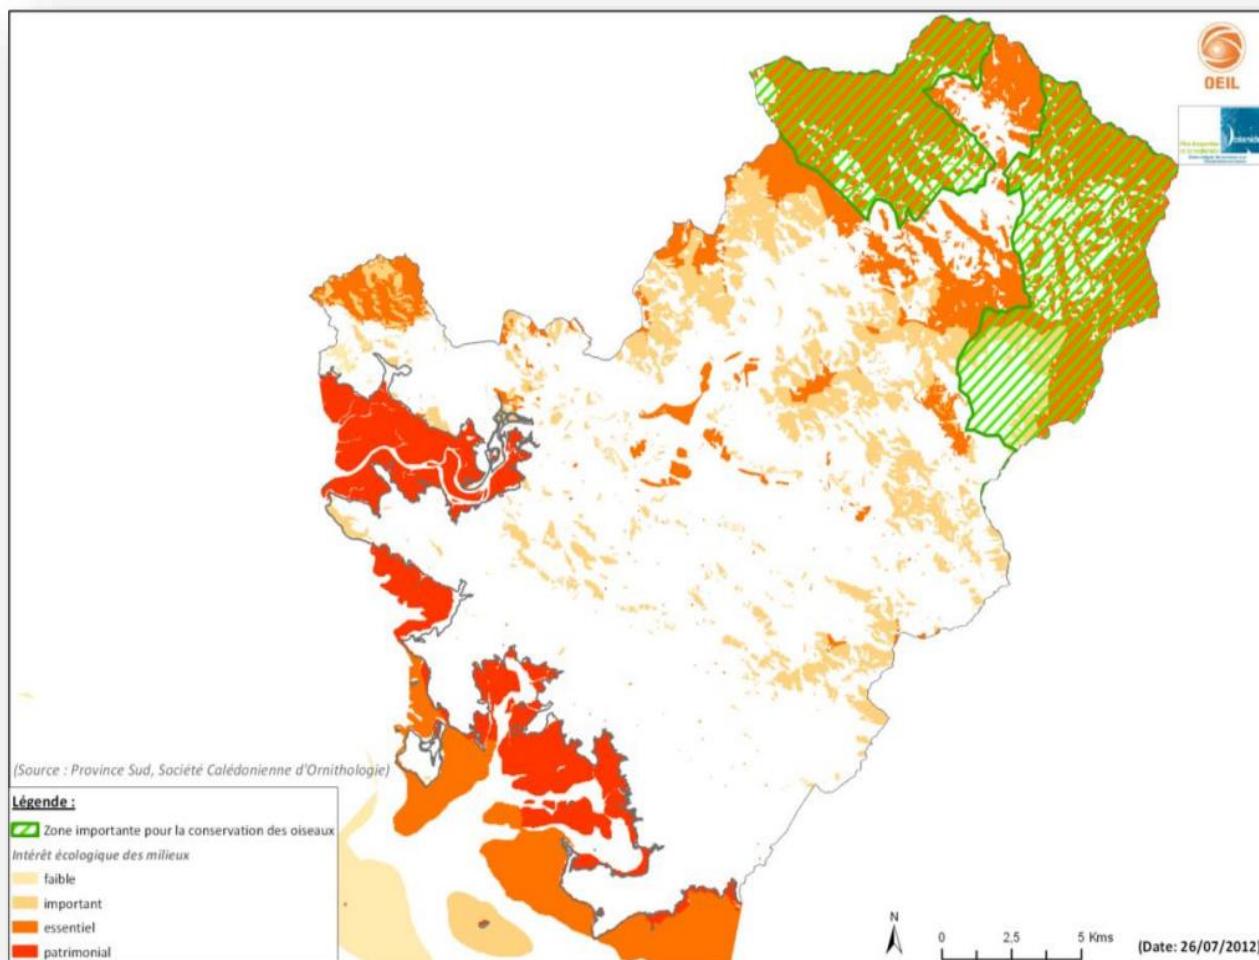 OEIL
(Source : Province Sud, Société Calédonienne d'Ornithologie)
Légende :
Zone importante pour la conservation des oiseaux
Intérêt écologique des milieux
faible
important
essentiel
patrimonial
N
0 2,5 5 Kms
(Date: 26/07/2012)